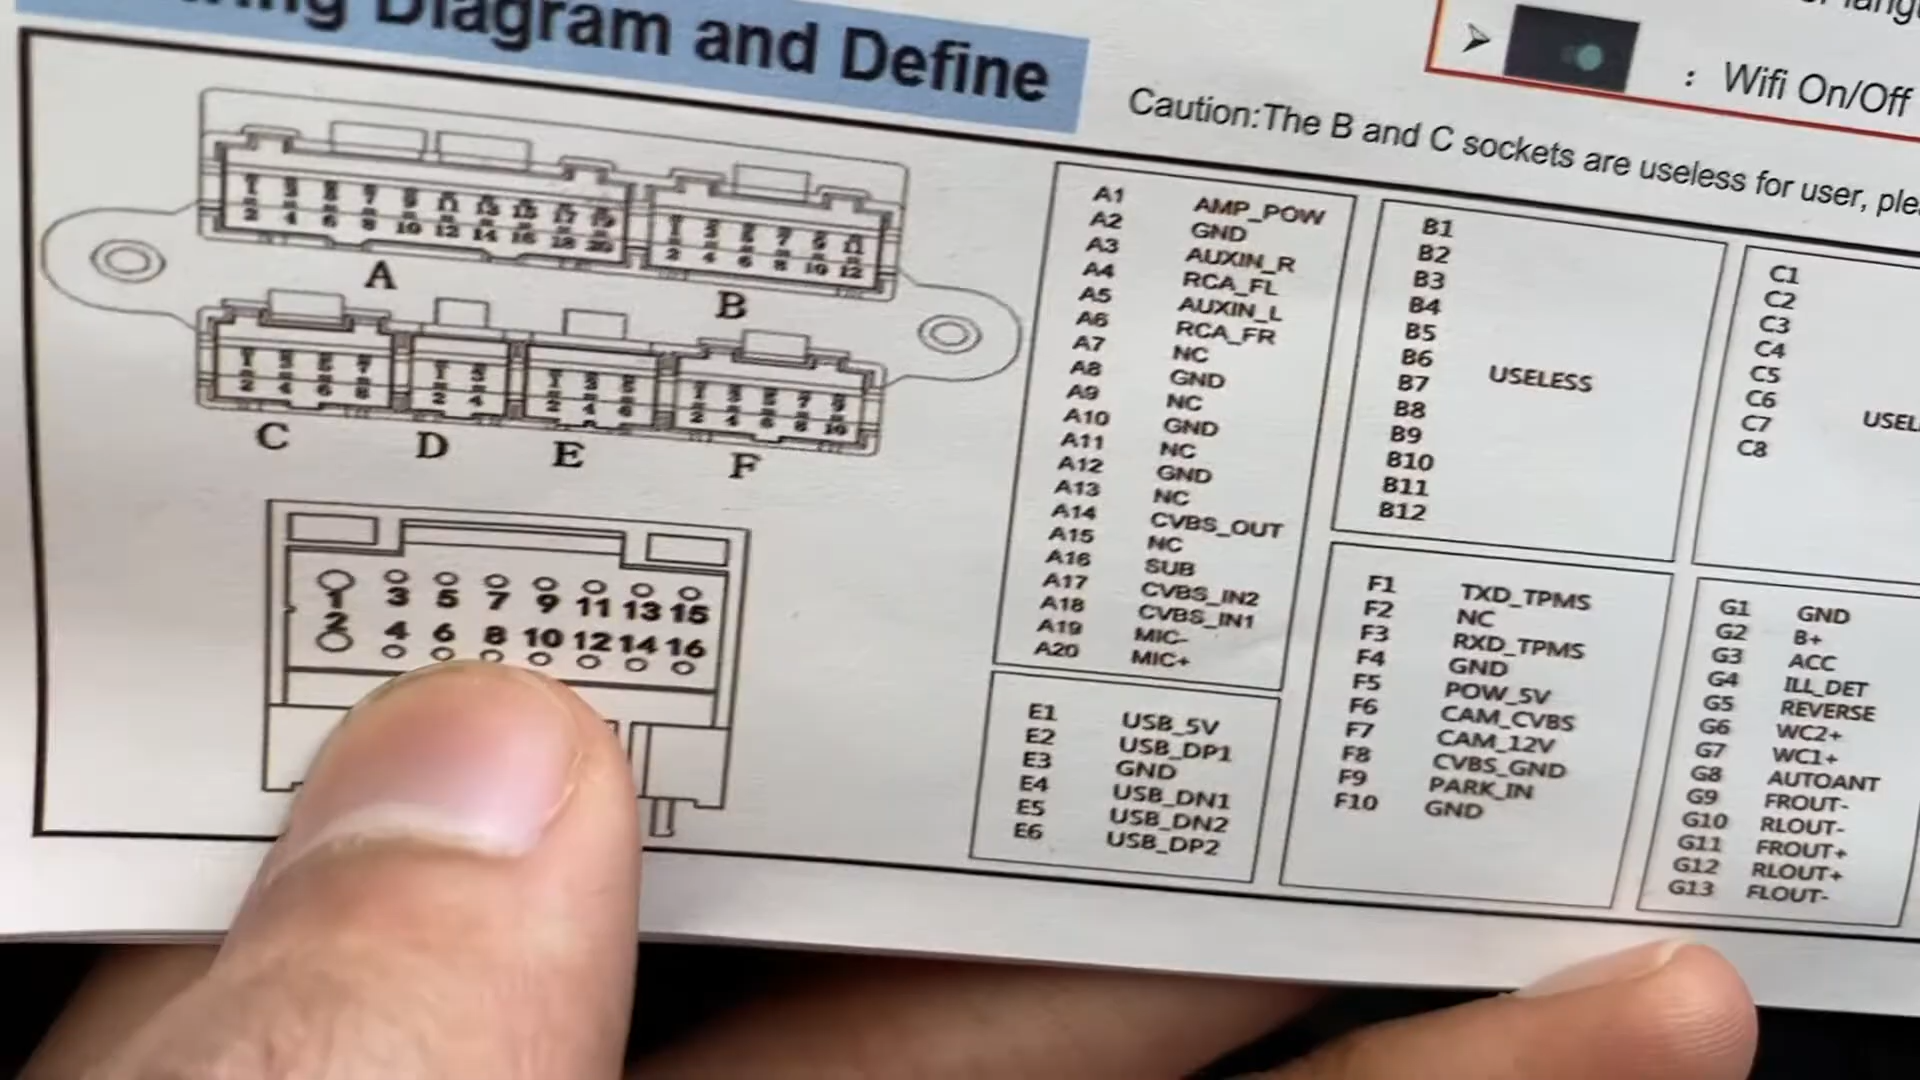 Diagram and Define
: Wifi On/Off
Caution:The B and C sockets are useless for user,
A
B
C
D
E
F
1 3 5 7 9 11 13 15
2 4 6 8 10 12 14 16
A1 AMP_POW
A2 GND
A3 AUXIN_R
A4 RCA_FL
A5 AUXIN_L
A6 RCA_FR
A7 NC
A8 GND
A9 NC
A10 GND
A11 NC
A12 GND
A13 NC
A14 CVBS_OUT
A15 NC
A16 SUB
A17 CVBS_IN2
A18 CVBS_IN1
A19 MIC-
A20 MIC+
B1
B2
B3
B4
B5
B6
USELESS
B7
B8
B9
B10
B11
B12
C1
C2
C3
C4
C5
C6
C7
C8
E1 USB_5V
E2 USB_DP1
E3 GND
E4 USB_DN1
E5 USB_DN2
E6 USB_DP2
F1 TXD_TPMS
F2 NC
F3 RXD_TPMS
F4 GND
F5 POW_5V
F6 CAM_CVBS
F7 CAM_12V
F8 CVBS_GND
F9 PARK_IN
F10 GND
G1 GND
G2 B+
G3 ACC
G4 ILL_DET
G5 REVERSE
G6 WC2+
G7 WC1+
G8 AUTOANT
G9 FROUT-
G10 RLOUT-
G11 FROUT+
G12 RLOUT+
G13 FLOUT-